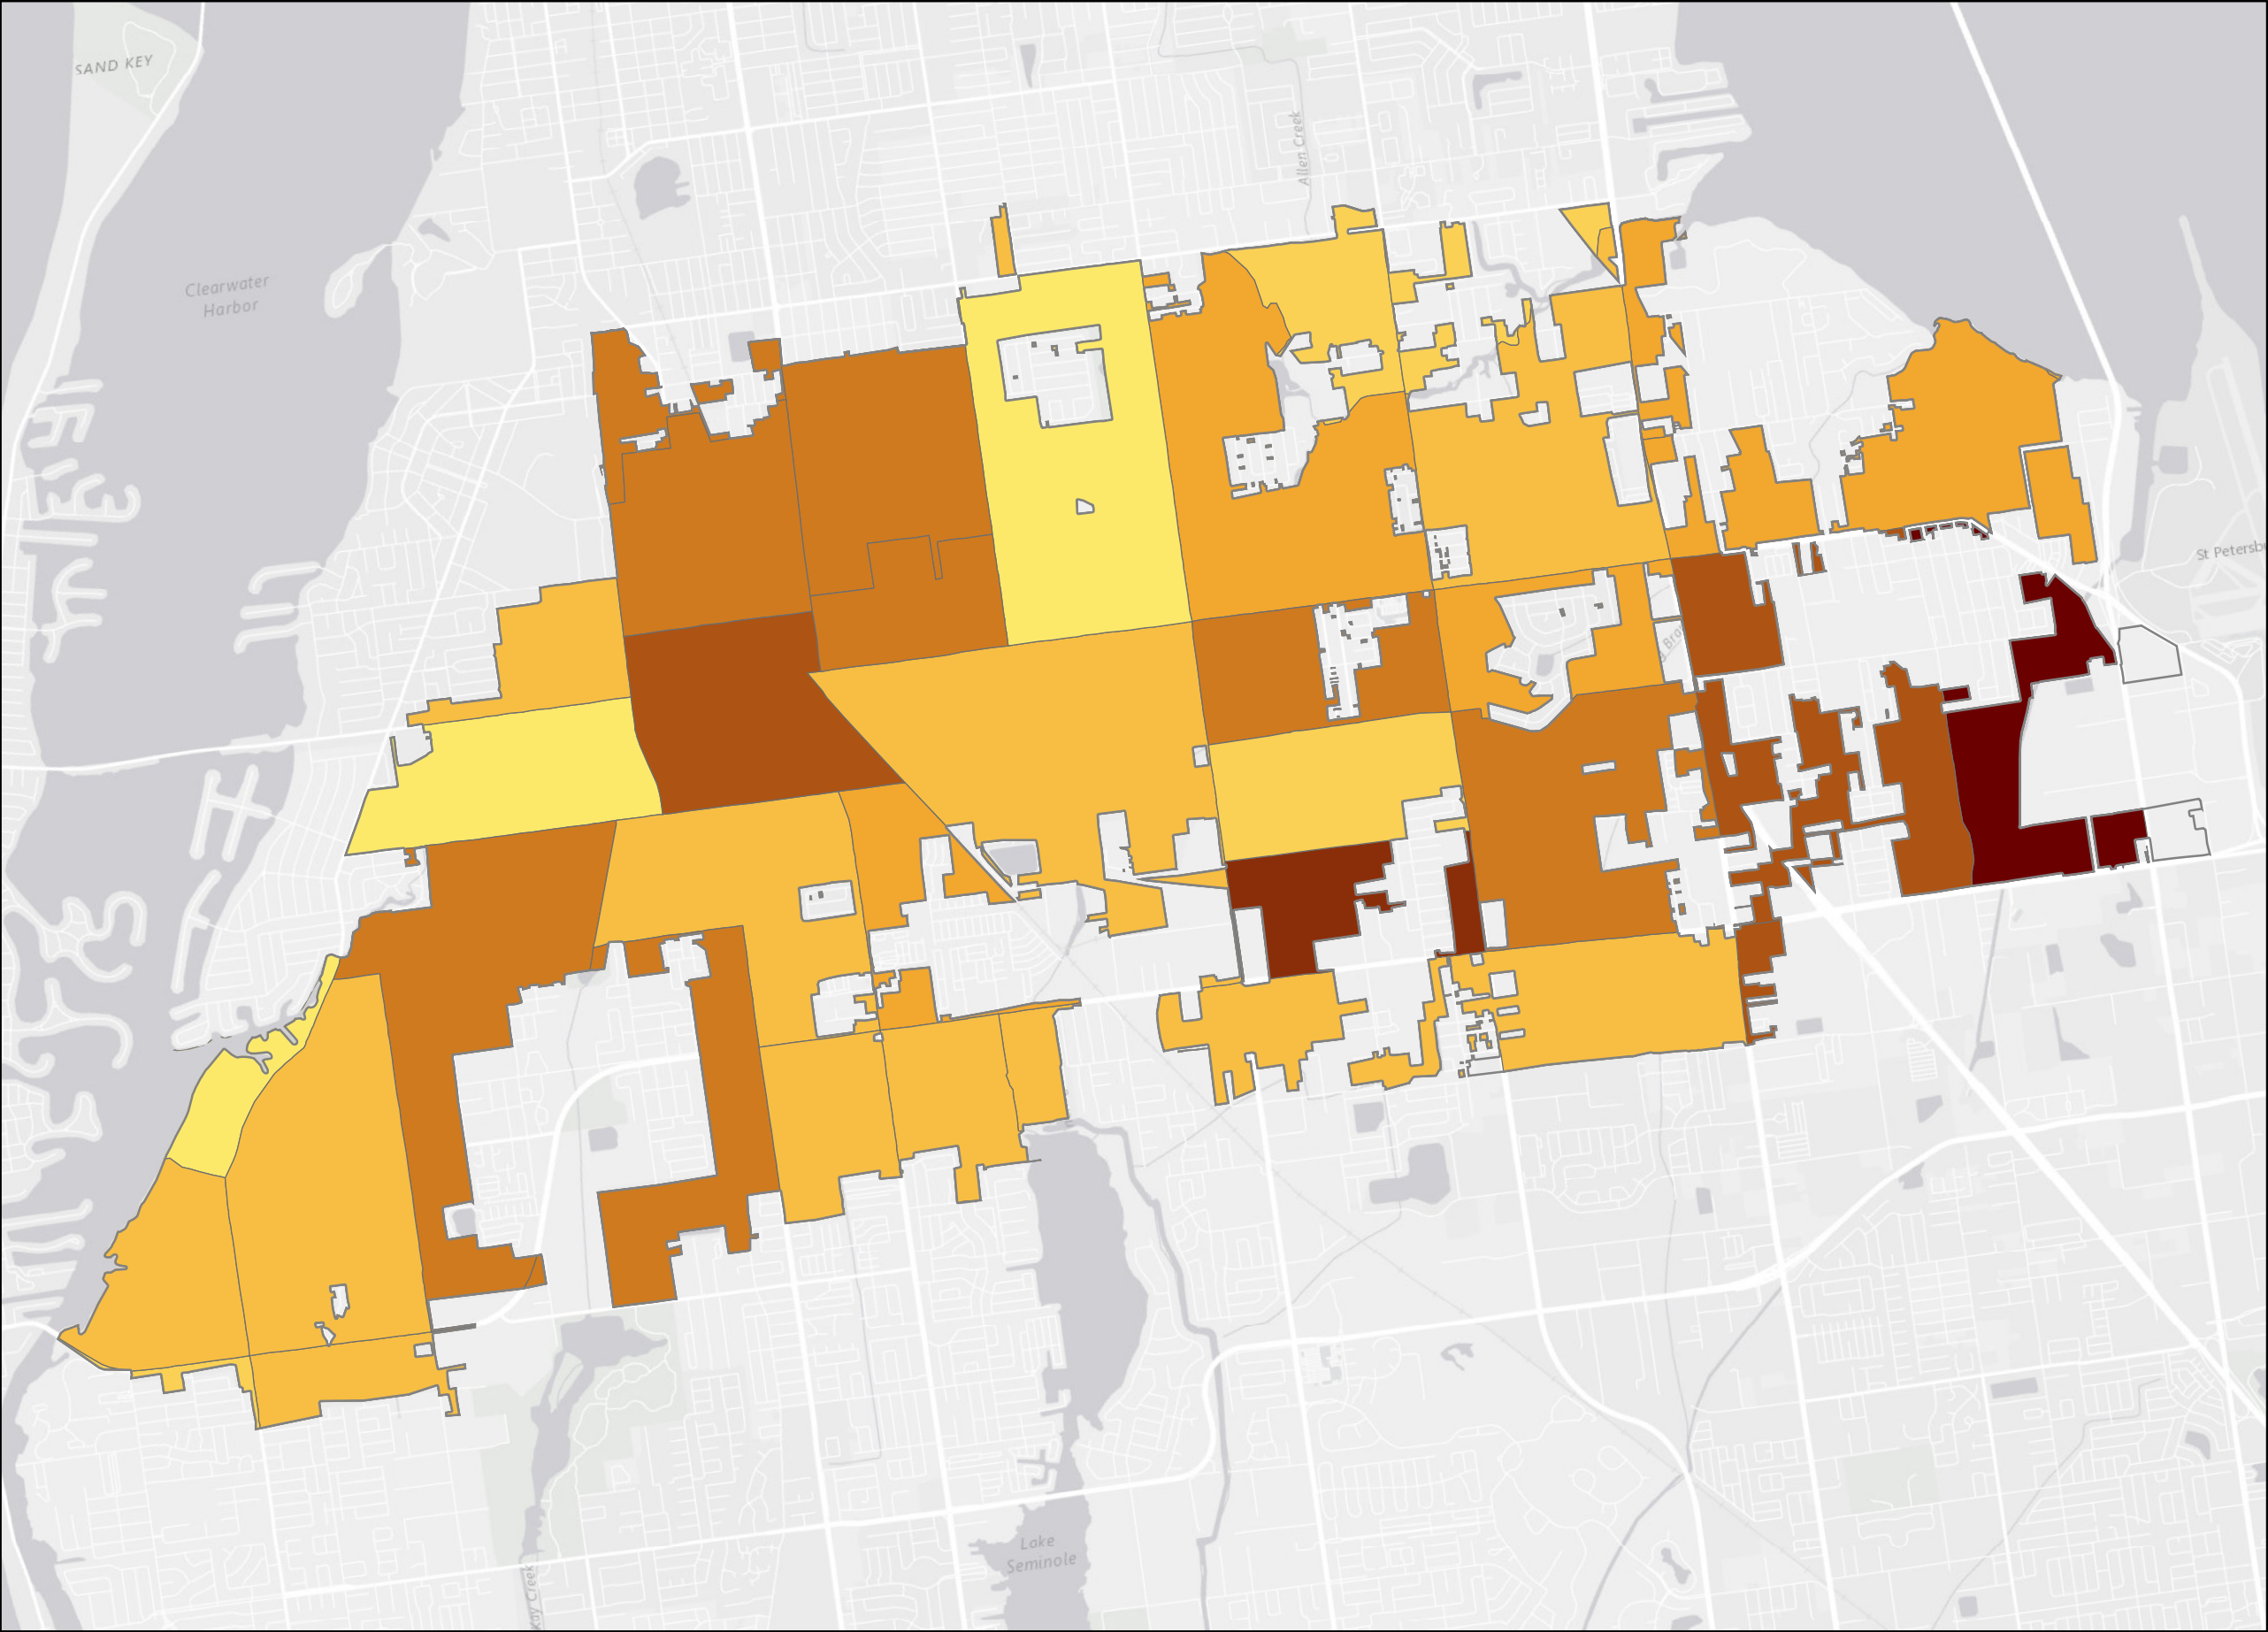 SAND KEY
Allen Creek
Clearwater
Harbor
St Petersb
Lake
Seminole